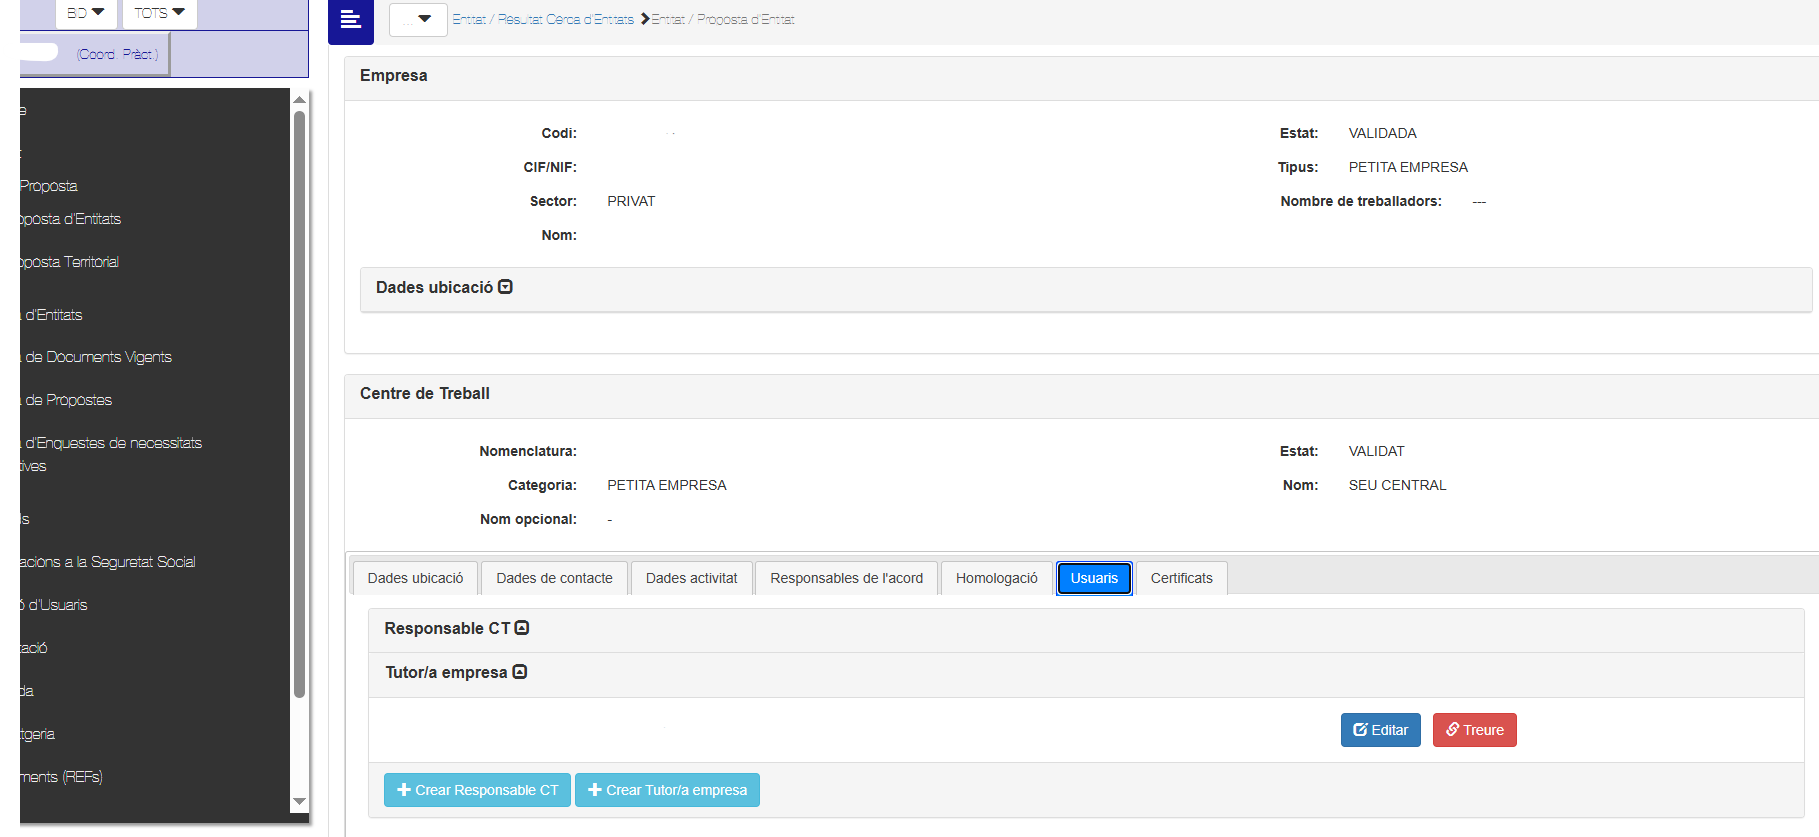 BD TOTS
(Coord. Pràct.)
e
Proposta
oposta d'Entitats
oposta Territorial
d'Entitats
de Documents Vigents
de Propostes
d'Enquestes de necessitats
tives
ls
acions a la Seguretat Social
ó d'Usuaris
tació
da
tgeria
ments (REFs)
... Entitat / Resultat Cerca d'Entitats Entitat / Proposta d'Entitat
Empresa
Codi: Estat: VALIDADA
CIF/NIF: Tipus: PETITA EMPRESA
Sector: PRIVAT Nombre de treballadors: ---
Nom:
Dades ubicació
Centre de Treball
Nomenclatura: Estat: VALIDAT
Categoria: PETITA EMPRESA Nom: SEU CENTRAL
Nom opcional: -
Dades ubicació Dades de contacte Dades activitat Responsables de l'acord Homologació Usuaris Certificats
Responsable CT
Tutor/a empresa
Editar Treure
Crear Responsable CT Crear Tutor/a empresa